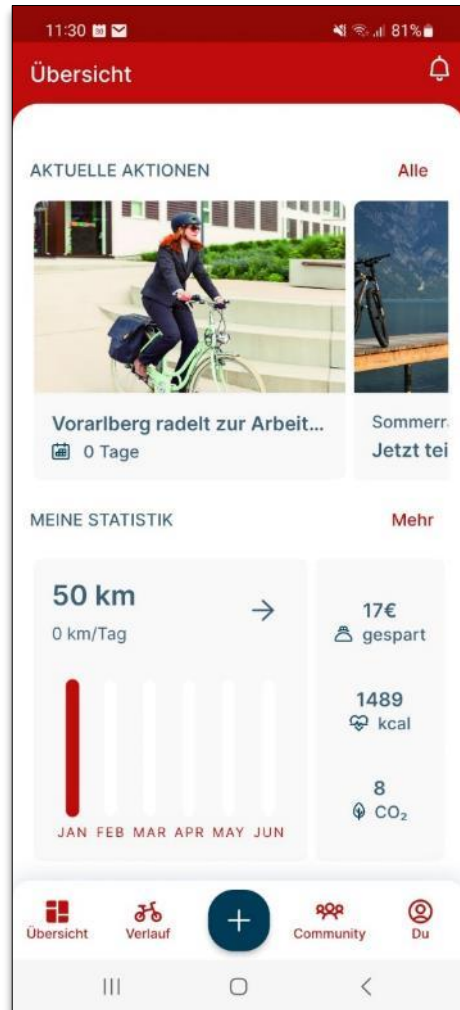 11:30 81%
Übersicht
AKTUELLE AKTIONEN Alle
Vorarlberg radelt zur Arbeit...
0 Tage
Sommerr
Jetzt tei
MEINE STATISTIK Mehr
50 km
0 km/Tag
JAN FEB MAR APR MAY JUN
17€
gespart
1489
kcal
8
CO₂
Übersicht Verlauf + Community Du